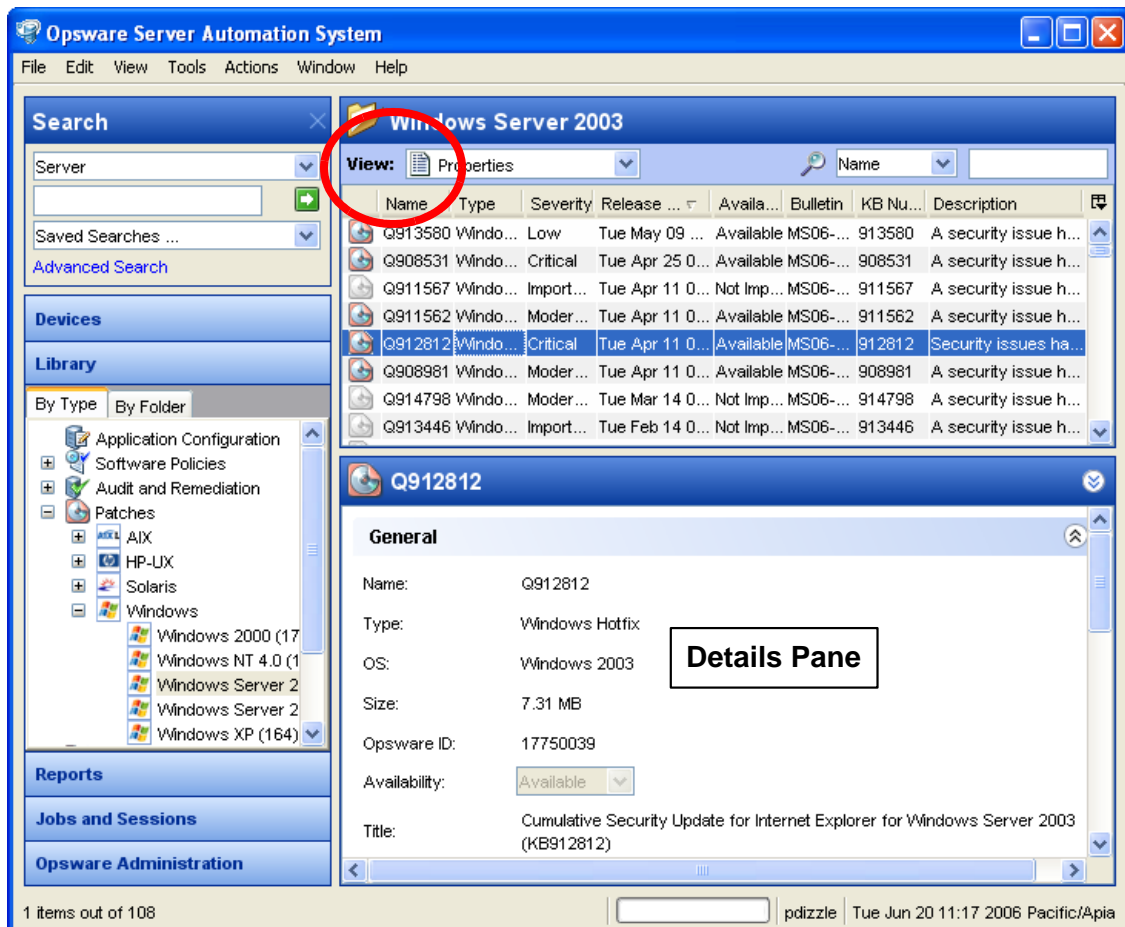 Opsware Server Automation System
File Edit View Tools Actions Window Help
Search
Server
Saved Searches ...
Advanced Search
Devices
Library
By Type By Folder
Application Configuration
Software Policies
Audit and Remediation
Patches
AIX
HP-UX
Solaris
Windows
Windows 2000 (17
Windows NT 4.0 (1
Windows Server 2
Windows Server 2
Windows XP (164)
Reports
Jobs and Sessions
Opsware Administration
Windows Server 2003
View: Properties Name
Name Type Severity Release ... Availa... Bulletin KB Nu... Description
Q913580 Windo... Low Tue May 09 ... Available MS06-... 913580 A security issue h...
Q908531 Windo... Critical Tue Apr 25 0... Available MS06-... 908531 A security issue h...
Q911567 Windo... Import... Tue Apr 11 0... Not Imp... MS06-... 911567 A security issue h...
Q911562 Windo... Moder... Tue Apr 11 0... Available MS06-... 911562 A security issue h...
Q912812 Windo... Critical Tue Apr 11 0... Available MS06-... 912812 Security issues ha...
Q908981 Windo... Moder... Tue Apr 11 0... Available MS06-... 908981 A security issue h...
Q914798 Windo... Moder... Tue Mar 14 0... Not Imp... MS06-... 914798 A security issue h...
Q913446 Windo... Import... Tue Feb 14 0... Not Imp... MS06-... 913446 A security issue h...
Q912812
General
Name: Q912812
Type: Windows Hotfix
OS: Windows 2003
Details Pane
Size: 7.31 MB
Opsware ID: 17750039
Availability: Available
Title: Cumulative Security Update for Internet Explorer for Windows Server 2003
(KB912812)
1 items out of 108
pdizzle Tue Jun 20 11:17 2006 Pacific/Apia